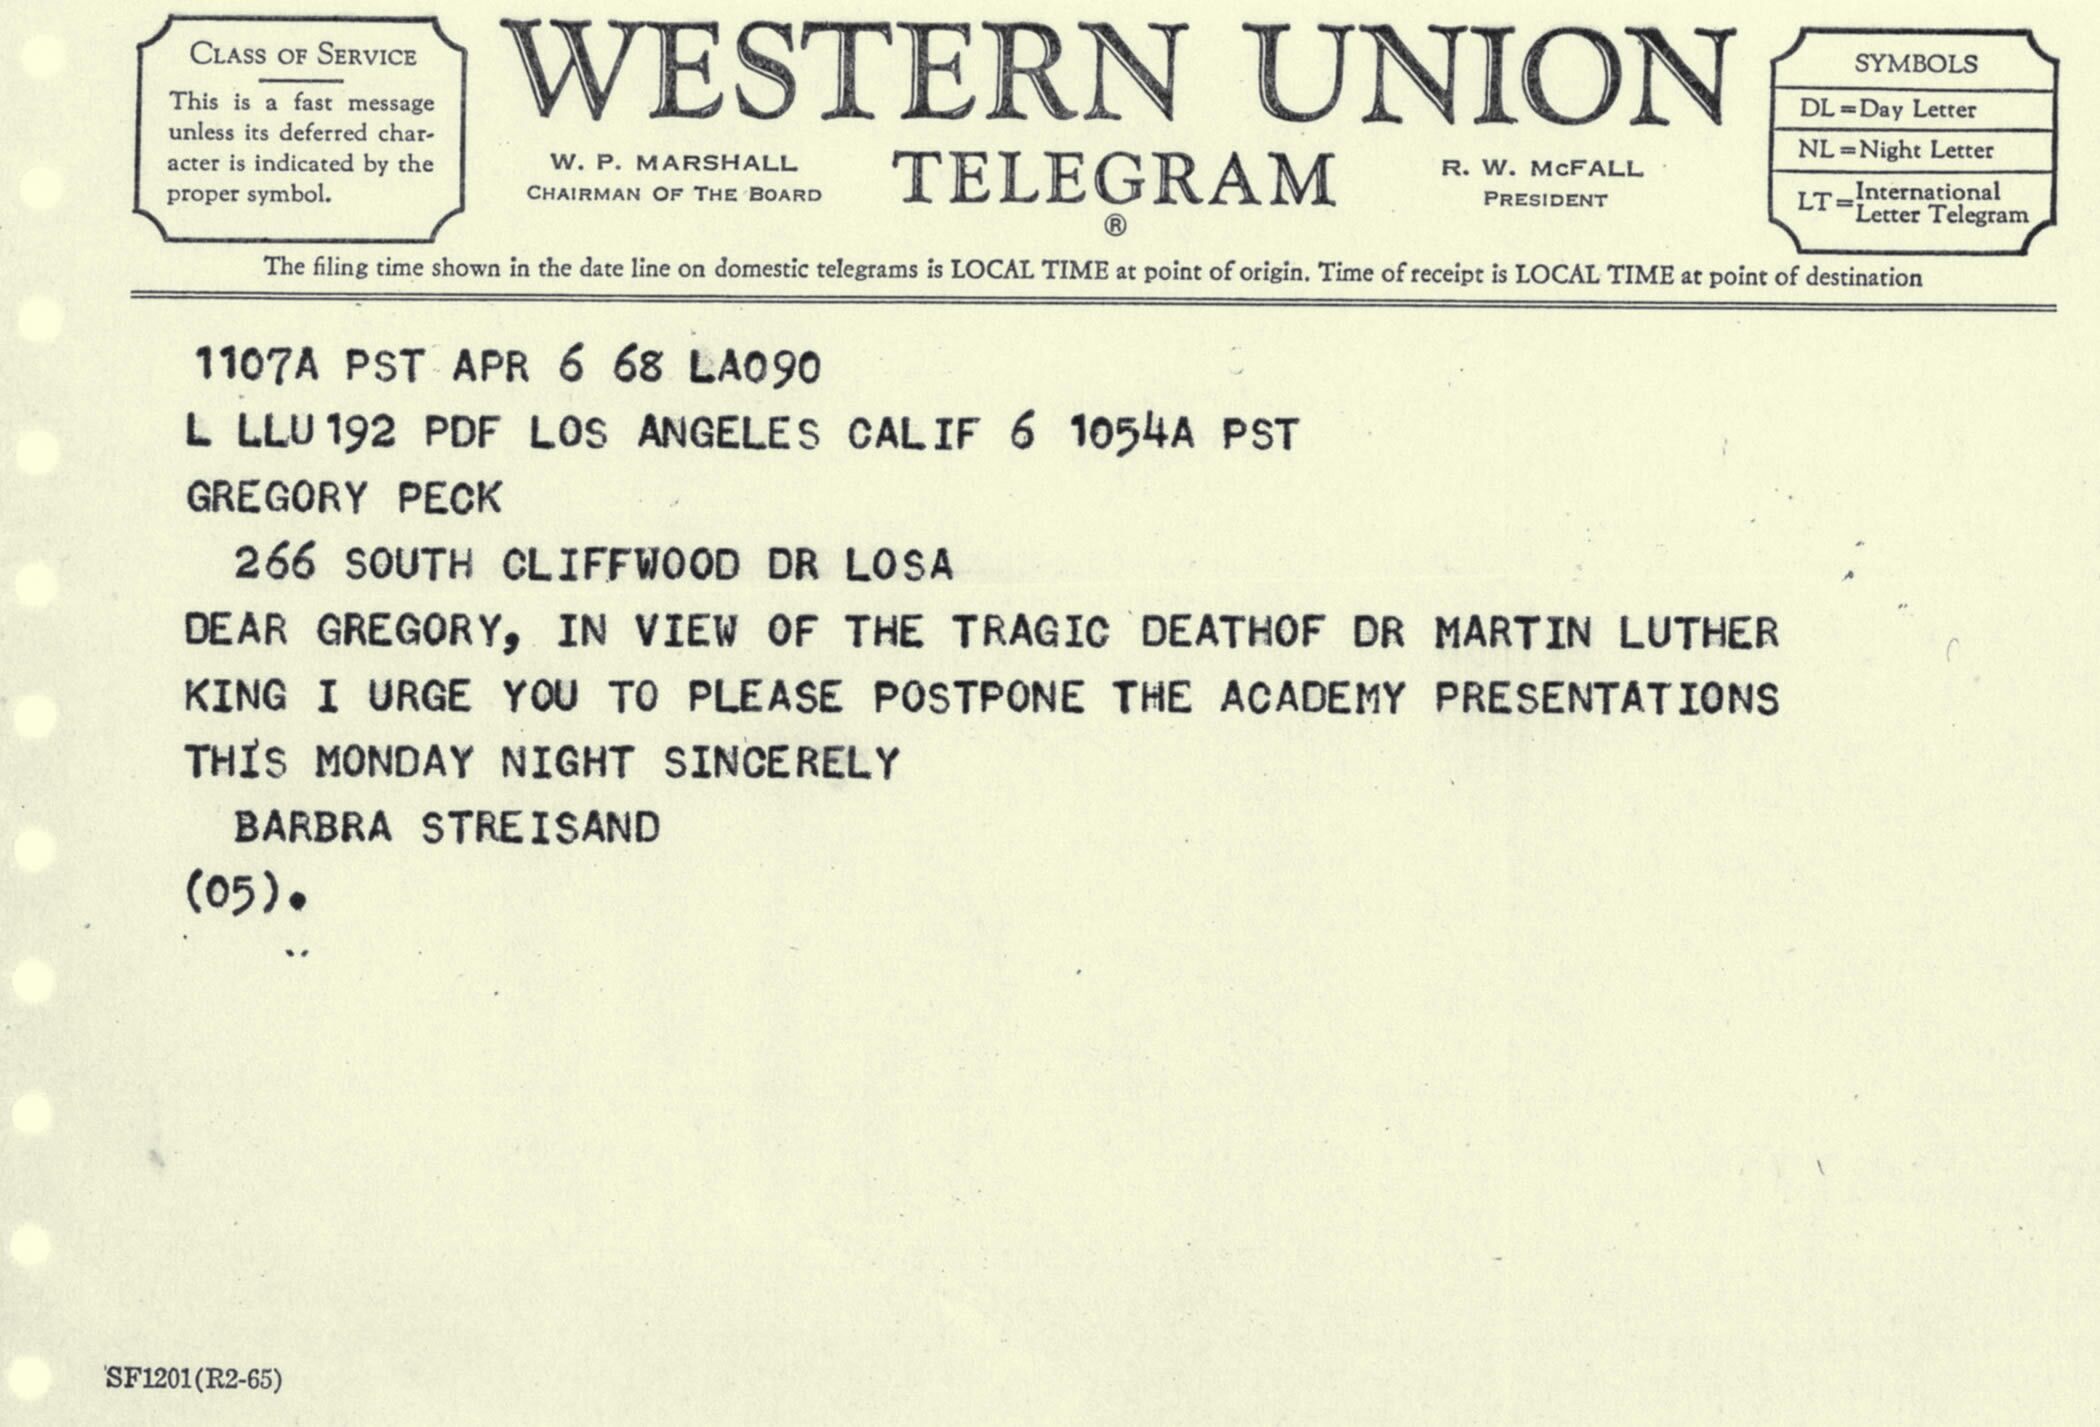 CLASS OF SERVICE
This is a fast message
unless its deferred char-
acter is indicated by the
proper symbol.
WESTERN UNION
TELEGRAM
®
W. P. MARSHALL
CHAIRMAN OF THE BOARD
R. W. McFALL
PRESIDENT
SYMBOLS
DL=Day Letter
NL=Night Letter
LT=International Letter Telegram
The filing time shown in the date line on domestic telegrams is LOCAL TIME at point of origin. Time of receipt is LOCAL TIME at point of destination
1107A PST APR 6 68 LA090
L LLU192 PDF LOS ANGELES CALIF 6 1054A PST
GREGORY PECK
266 SOUTH CLIFFWOOD DR LOSA
DEAR GREGORY, IN VIEW OF THE TRAGIC DEATHOF DR MARTIN LUTHER
KING I URGE YOU TO PLEASE POSTPONE THE ACADEMY PRESENTATIONS
THIS MONDAY NIGHT SINCERELY
BARBRA STREISAND
(05).
SF1201(R2-65)